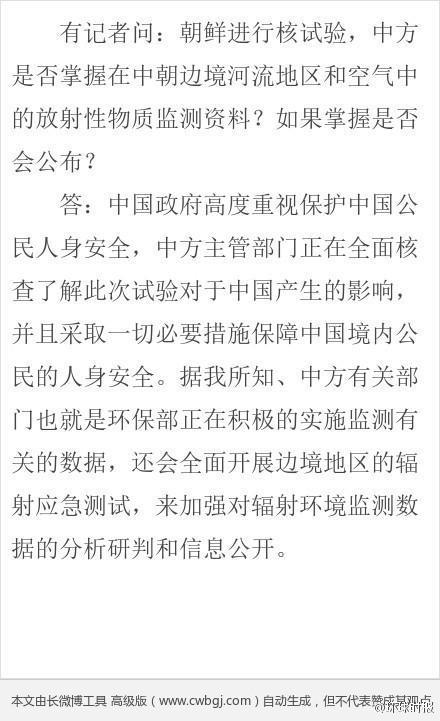 有记者问：朝鲜进行核试验，中方
是否掌握在中朝边境河流地区和空气中
的放射性物质监测资料？如果掌握是否
会公布？
答：中国政府高度重视保护中国公
民人身安全，中方主管部门正在全面核
查了解此次试验对于中国产生的影响，
并且采取一切必要措施保障中国境内公
民的人身安全。据我所知、中方有关部
门也就是环保部正在积极的实施监测有
关的数据，还会全面开展边境地区的辐
射应急测试，来加强对辐射环境监测数
据的分析研判和信息公开。
本文由长微博工具 高级版（www.cwbgj.com）自动生成，但不代表赞成其观点
@环球时报